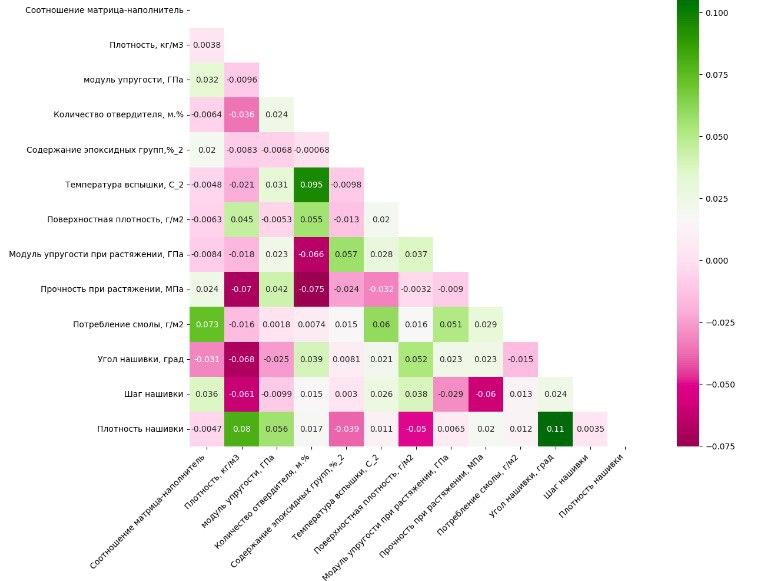 Соотношение матрица-наполнитель
Плотность, кг/м3 0.0038
модуль упругости, ГПа 0.032 -0.0096
Количество отвердителя, м.% -0.0064 -0.036 0.024
Содержание эпоксидных групп,%_2 0.02 -0.0083 -0.0068 -0.00068
Температура вспышки, С_2 -0.0048 -0.021 0.031 0.095 -0.0098
Поверхностная плотность, г/м2 -0.0063 0.045 -0.0053 0.055 -0.013 0.02
Модуль упругости при растяжении, ГПа -0.0084 -0.018 0.023 -0.066 0.057 0.028 0.037
Прочность при растяжении, МПа 0.024 -0.07 0.042 -0.075 -0.024 -0.032 -0.0032 -0.009
Потребление смолы, г/м2 0.073 -0.016 0.0018 0.0074 0.015 0.06 0.016 0.051 0.029
Угол нашивки, град -0.031 -0.068 -0.025 0.039 0.0081 0.021 0.052 0.023 0.023 -0.015
Шаг нашивки 0.036 -0.061 -0.0099 0.015 0.003 0.026 0.038 -0.029 -0.06 0.013 0.024
Плотность нашивки -0.0047 0.08 0.056 0.017 -0.039 0.011 -0.05 0.0065 0.02 0.012 0.11 0.0035
Соотношение матрица-наполнитель
Плотность, кг/м3
модуль упругости, ГПа
Количество отвердителя, м.%
Содержание эпоксидных групп,%_2
Температура вспышки, С_2
Поверхностная плотность, г/м2
Модуль упругости при растяжении, ГПа
Прочность при растяжении, МПа
Потребление смолы, г/м2
Угол нашивки, град
Шаг нашивки
Плотность нашивки
0.100
0.075
0.050
0.025
0.000
−0.025
−0.050
−0.075